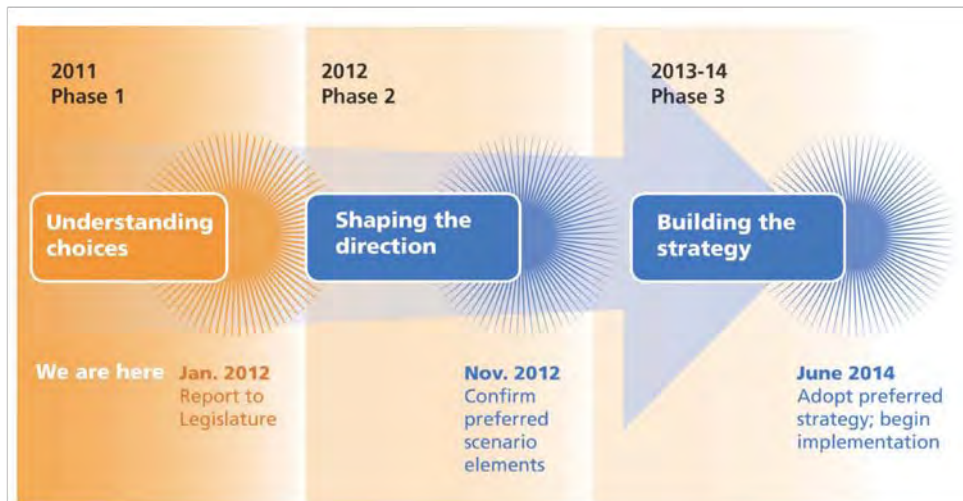 2011
Phase 1
2012
Phase 2
2013-14
Phase 3
Understanding
choices
Shaping the
direction
Building the
strategy
We are here
Jan. 2012
Report to
Legislature
Nov. 2012
Confirm
preferred
scenario
elements
June 2014
Adopt preferred
strategy; begin
implementation